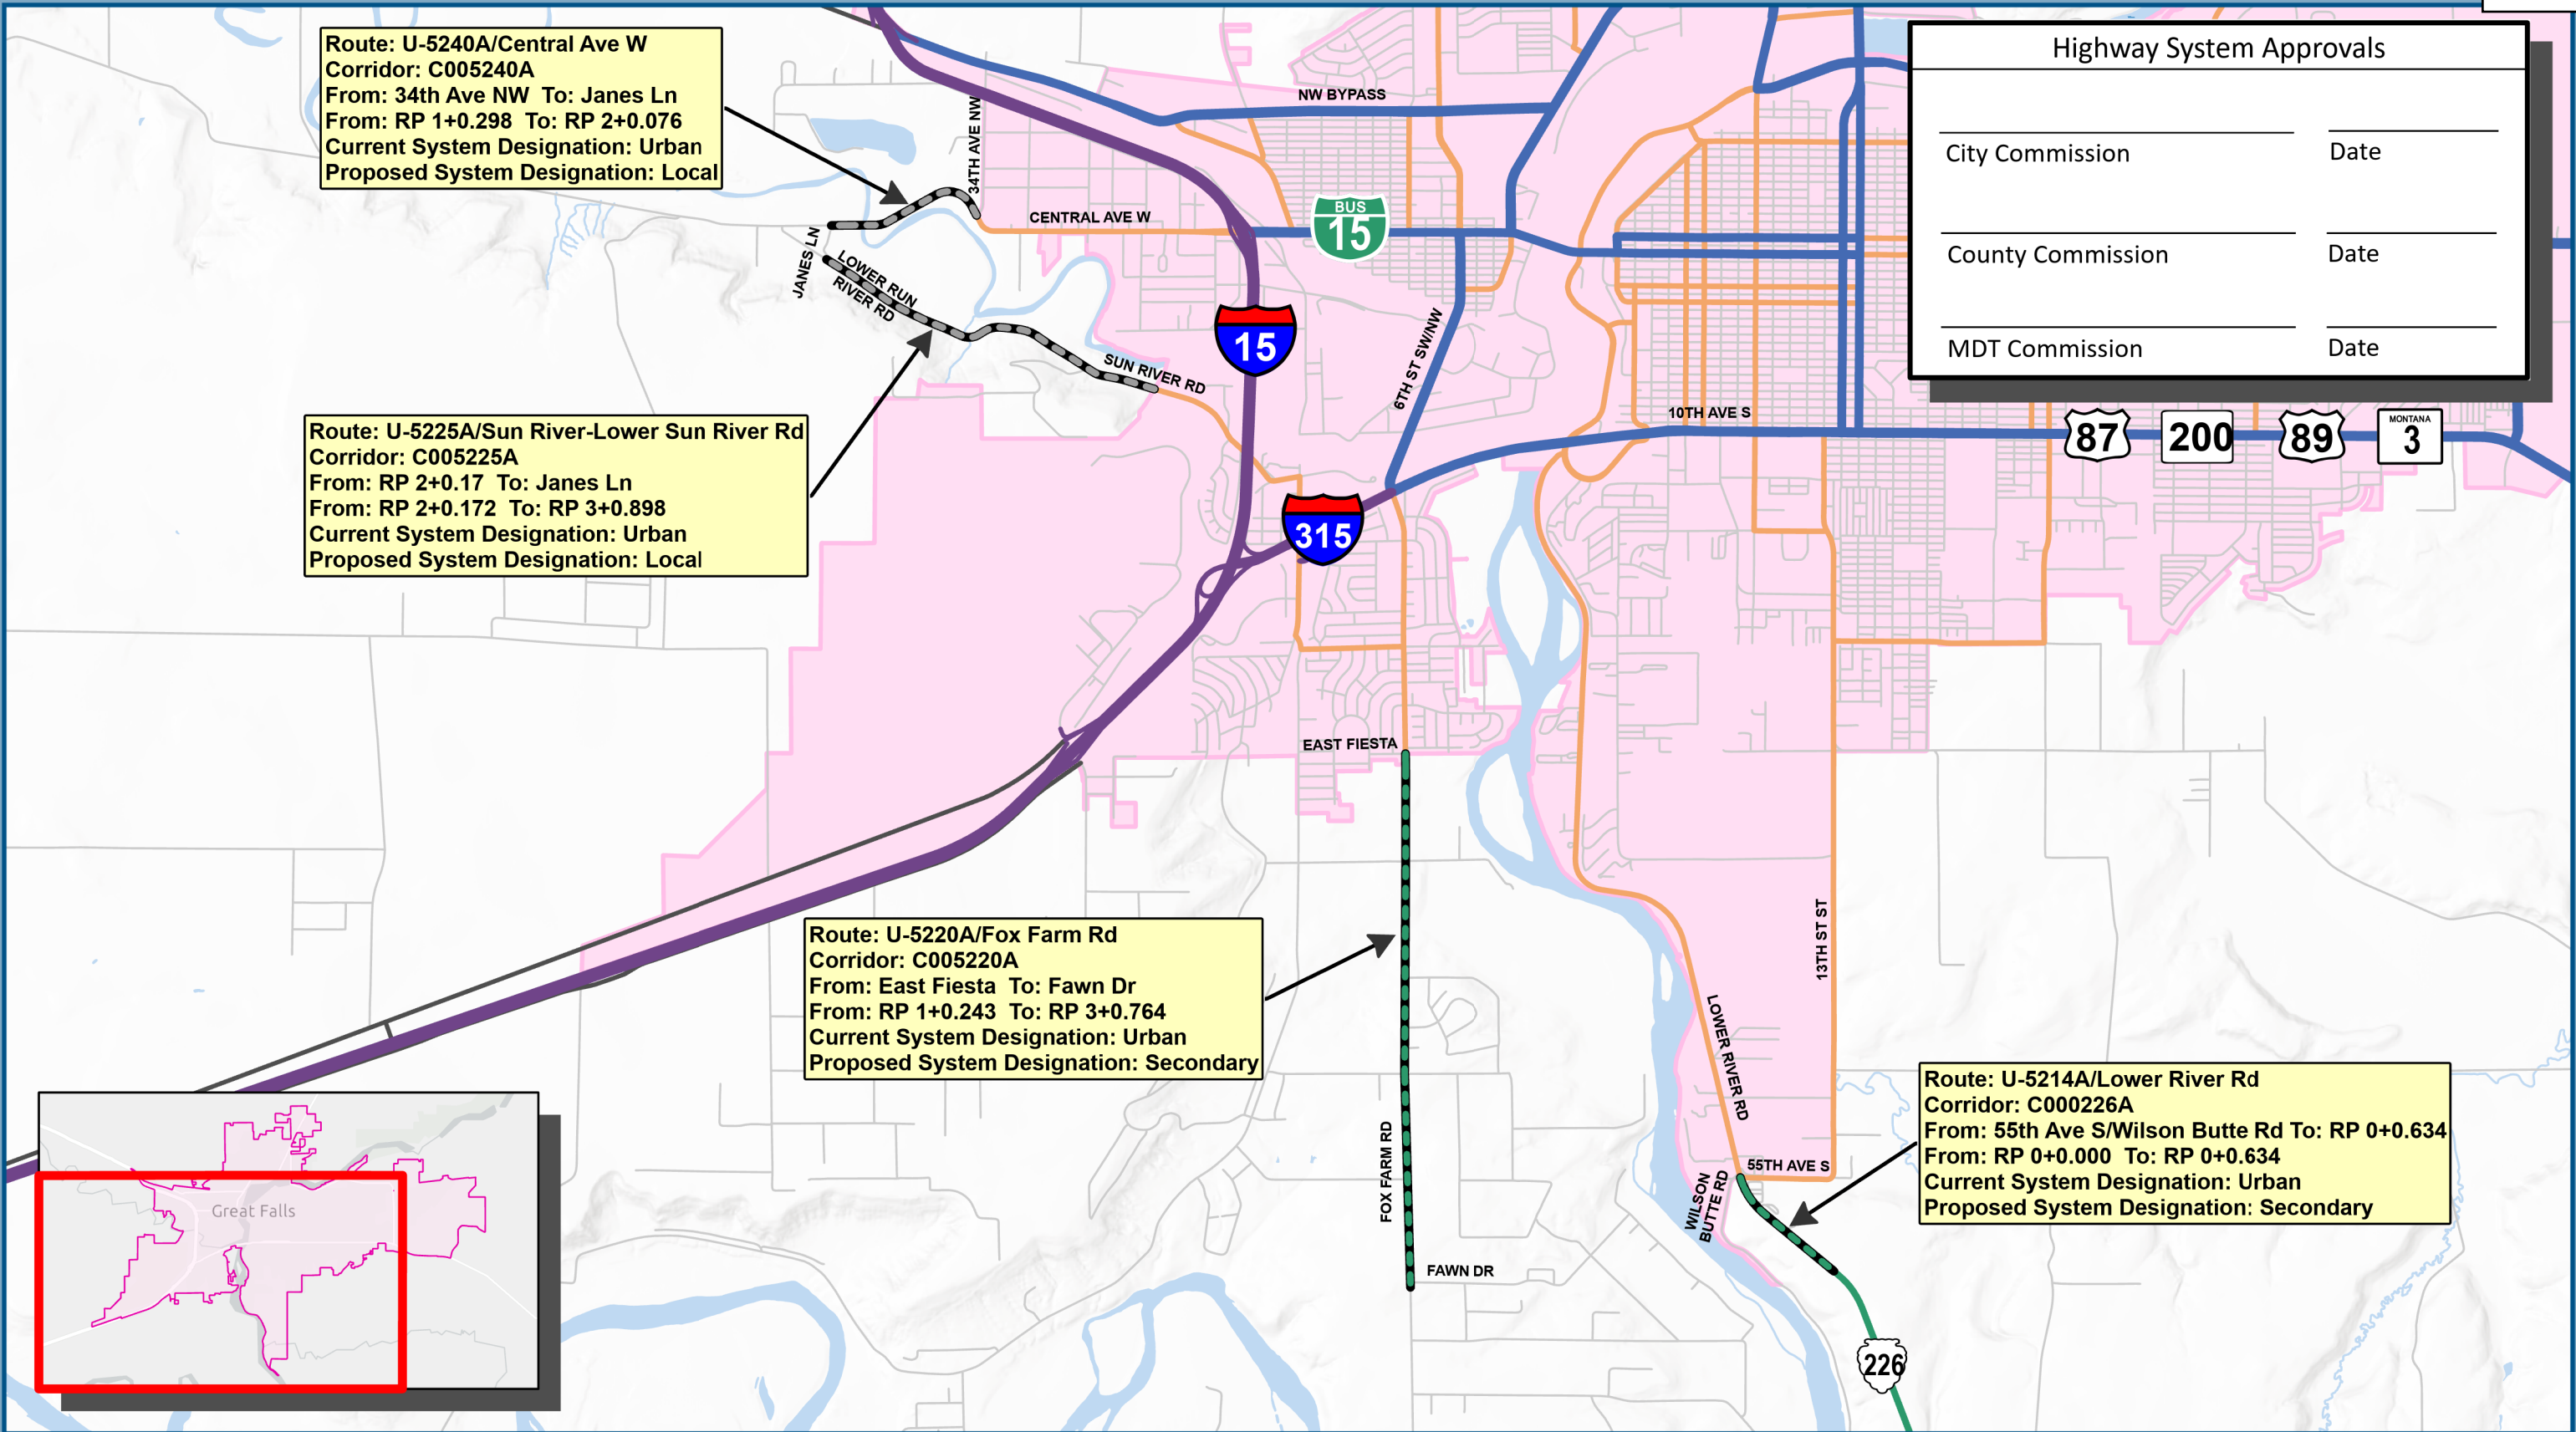 Route: U-5240A/Central Ave W
Corridor: C005240A
From: 34th Ave NW  To: Janes Ln
From: RP 1+0.298  To: RP 2+0.076
Current System Designation: Urban
Proposed System Designation: Local
Highway System Approvals
City Commission
Date
County Commission
Date
MDT Commission
Date
NW BYPASS
34TH AVE NW
CENTRAL AVE W
BUS
15
JANES LN
LOWER RUN
RIVER RD
SUN RIVER RD
15
6TH ST SW/NW
10TH AVE S
87
200
89
MONTANA
3
Route: U-5225A/Sun River-Lower Sun River Rd
Corridor: C005225A
From: RP 2+0.17  To: Janes Ln
From: RP 2+0.172  To: RP 3+0.898
Current System Designation: Urban
Proposed System Designation: Local
315
EAST FIESTA
Route: U-5220A/Fox Farm Rd
Corridor: C005220A
From: East Fiesta  To: Fawn Dr
From: RP 1+0.243  To: RP 3+0.764
Current System Designation: Urban
Proposed System Designation: Secondary
13TH ST S
LOWER RIVER RD
FOX FARM RD
55TH AVE S
WILSON
BUTTE RD
Route: U-5214A/Lower River Rd
Corridor: C000226A
From: 55th Ave S/Wilson Butte Rd To: RP 0+0.634
From: RP 0+0.000  To: RP 0+0.634
Current System Designation: Urban
Proposed System Designation: Secondary
Great Falls
FAWN DR
226